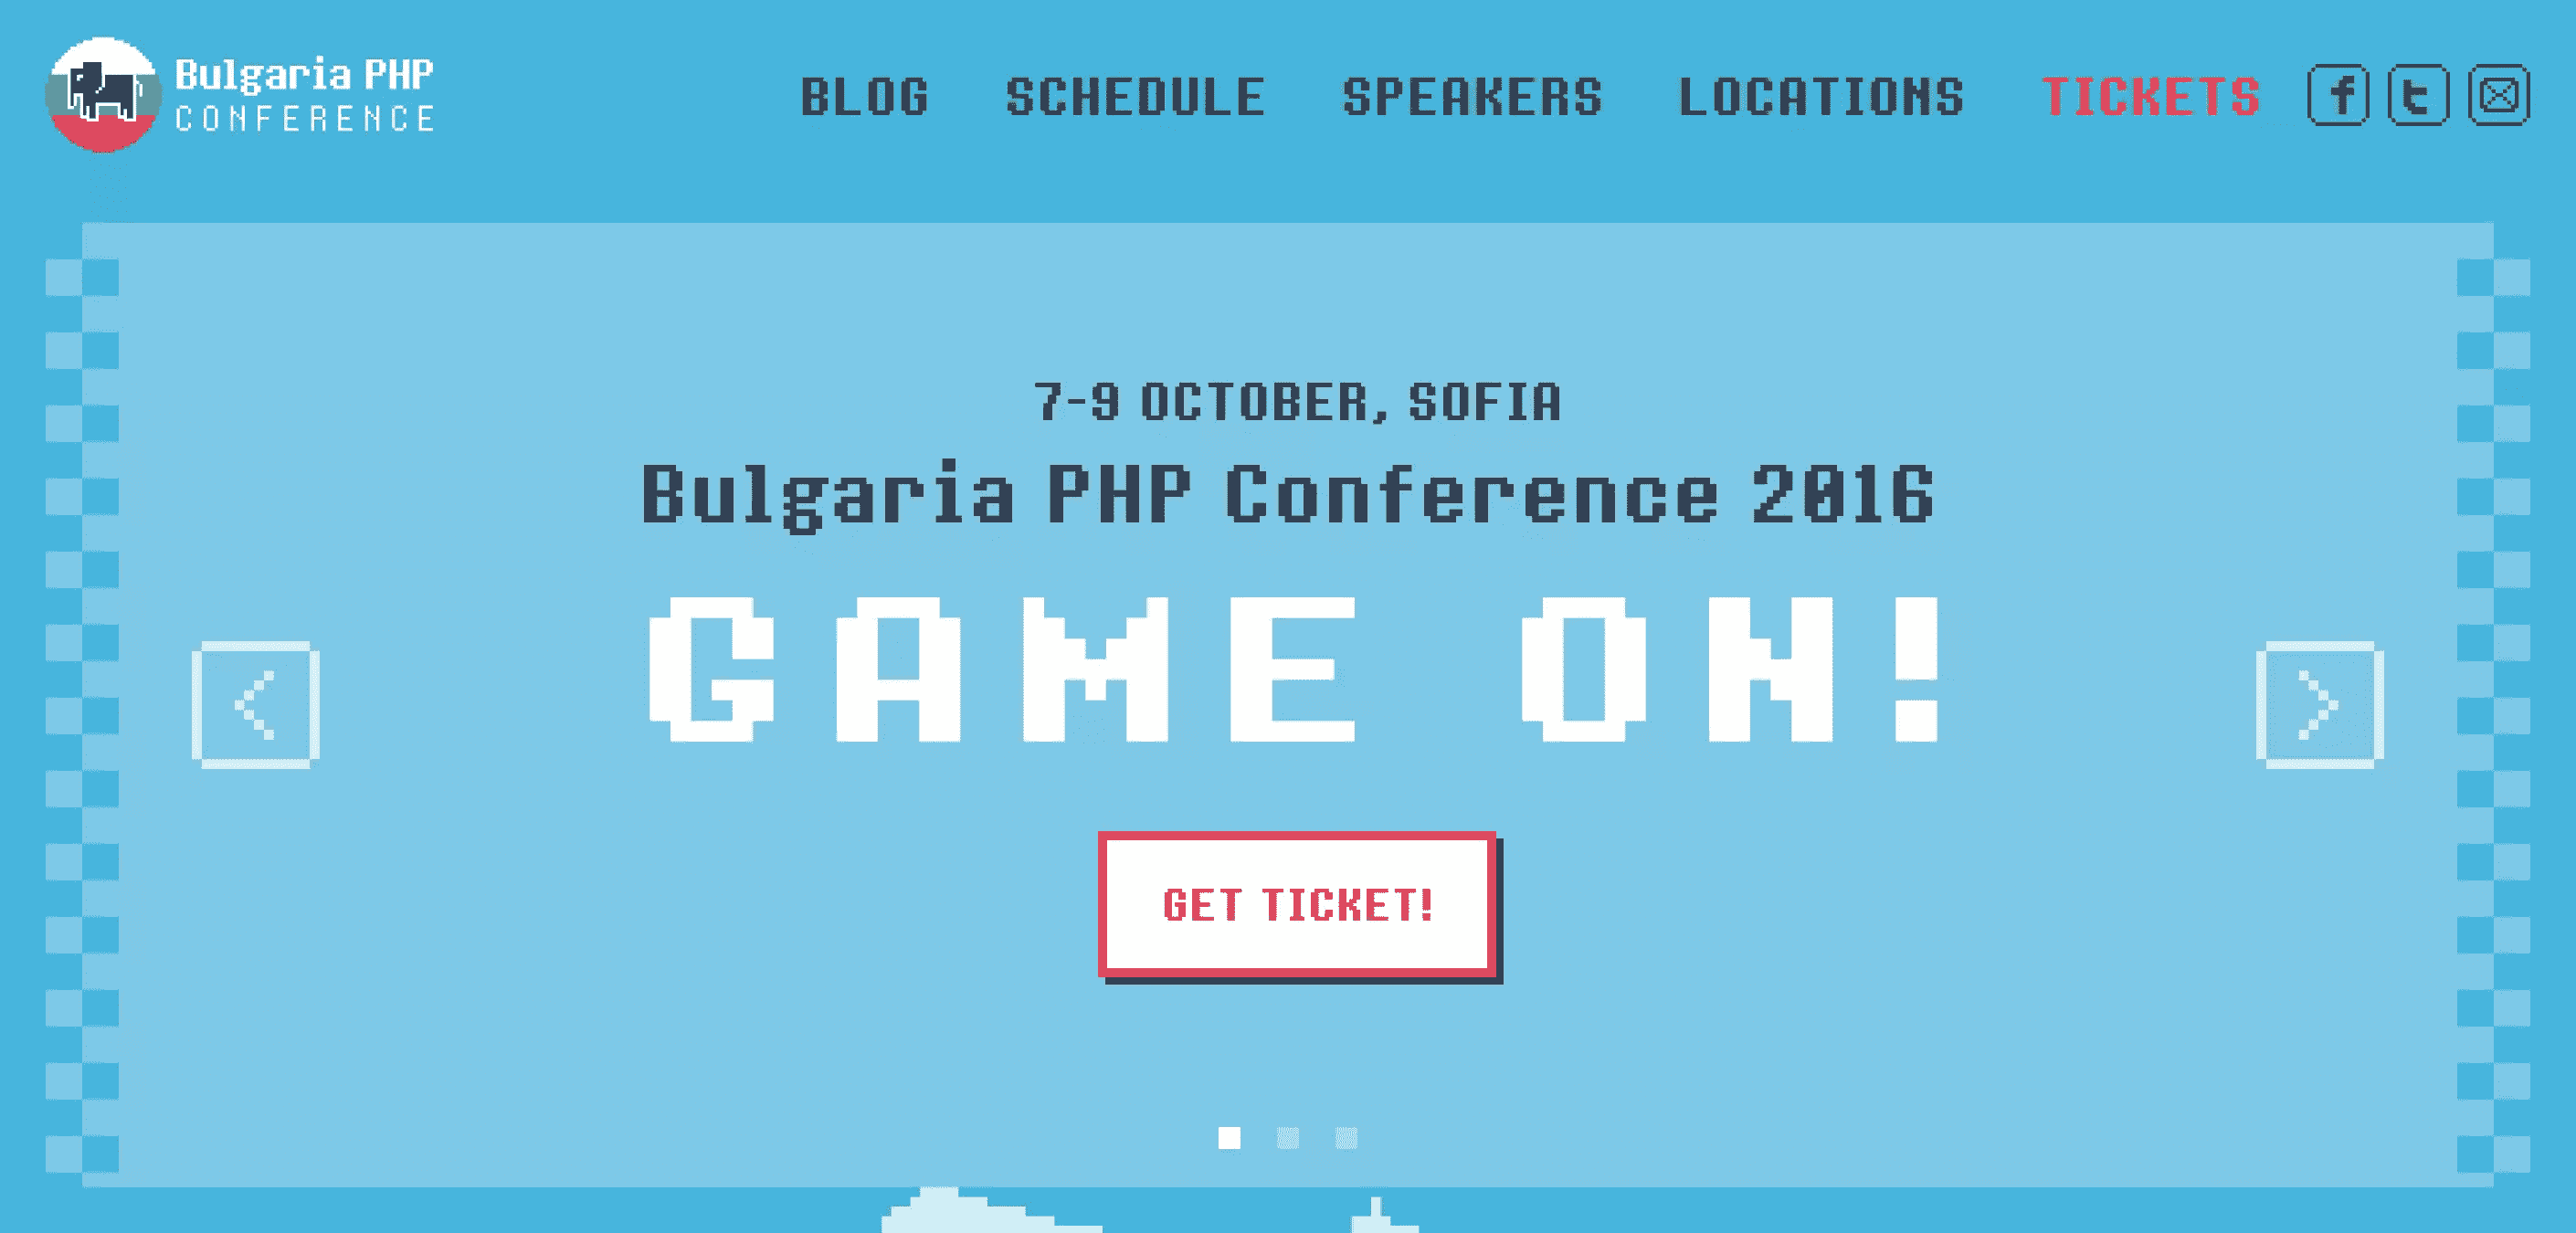 Bulgaria PHP
CONFERENCE
BLOG SCHEDULE SPEAKERS LOCATIONS TICKETS f t
7-9 OCTOBER, SOFIA
Bulgaria PHP Conference 2016
GAME ON!
GET TICKET!